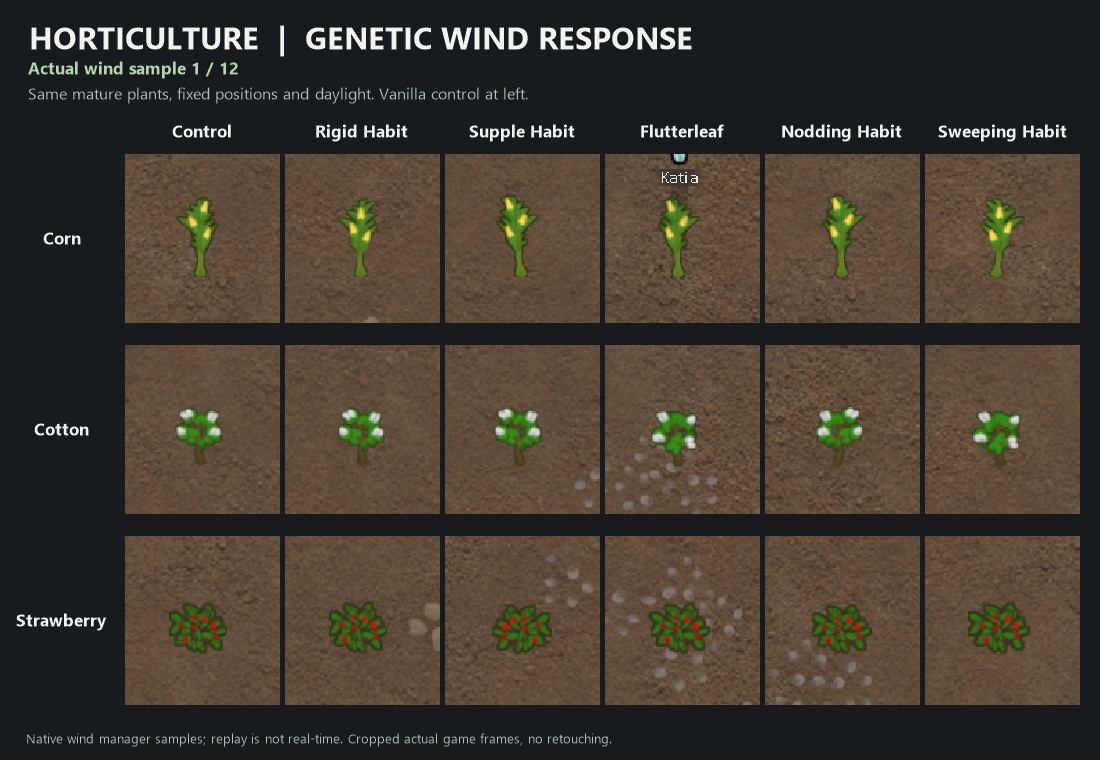 HORTICULTURE | GENETIC WIND RESPONSE
Actual wind sample 1 / 12
Same mature plants, fixed positions and daylight. Vanilla control at left.
Control Rigid Habit Supple Habit Flutterleaf Nodding Habit Sweeping Habit
Katia
Corn
Cotton
Strawberry
Native wind manager samples; replay is not real-time. Cropped actual game frames, no retouching.